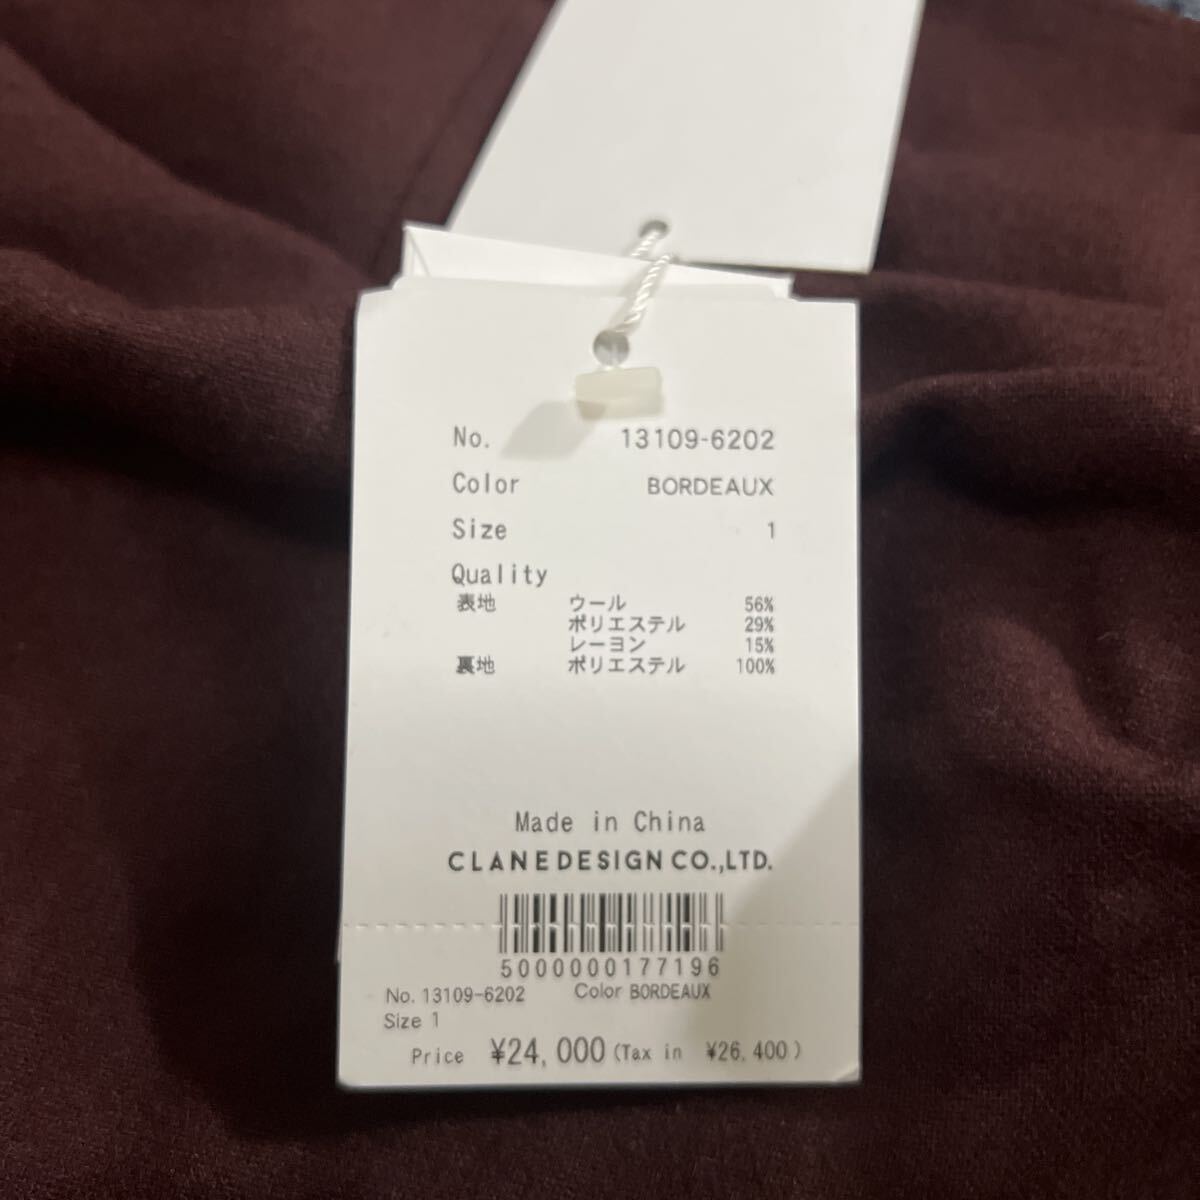 No. 13109-6202
Color BORDEAUX
Size 1
Quality
表地 ウール 56%
ポリエステル 29%
レーヨン 15%
裏地 ポリエステル 100%
Made in China
CLANEDESIGN CO.,LTD.
5000000177196
No. 13109-6202 Color BORDEAUX
Size 1
Price ¥24,000 (Tax in ¥26,400)